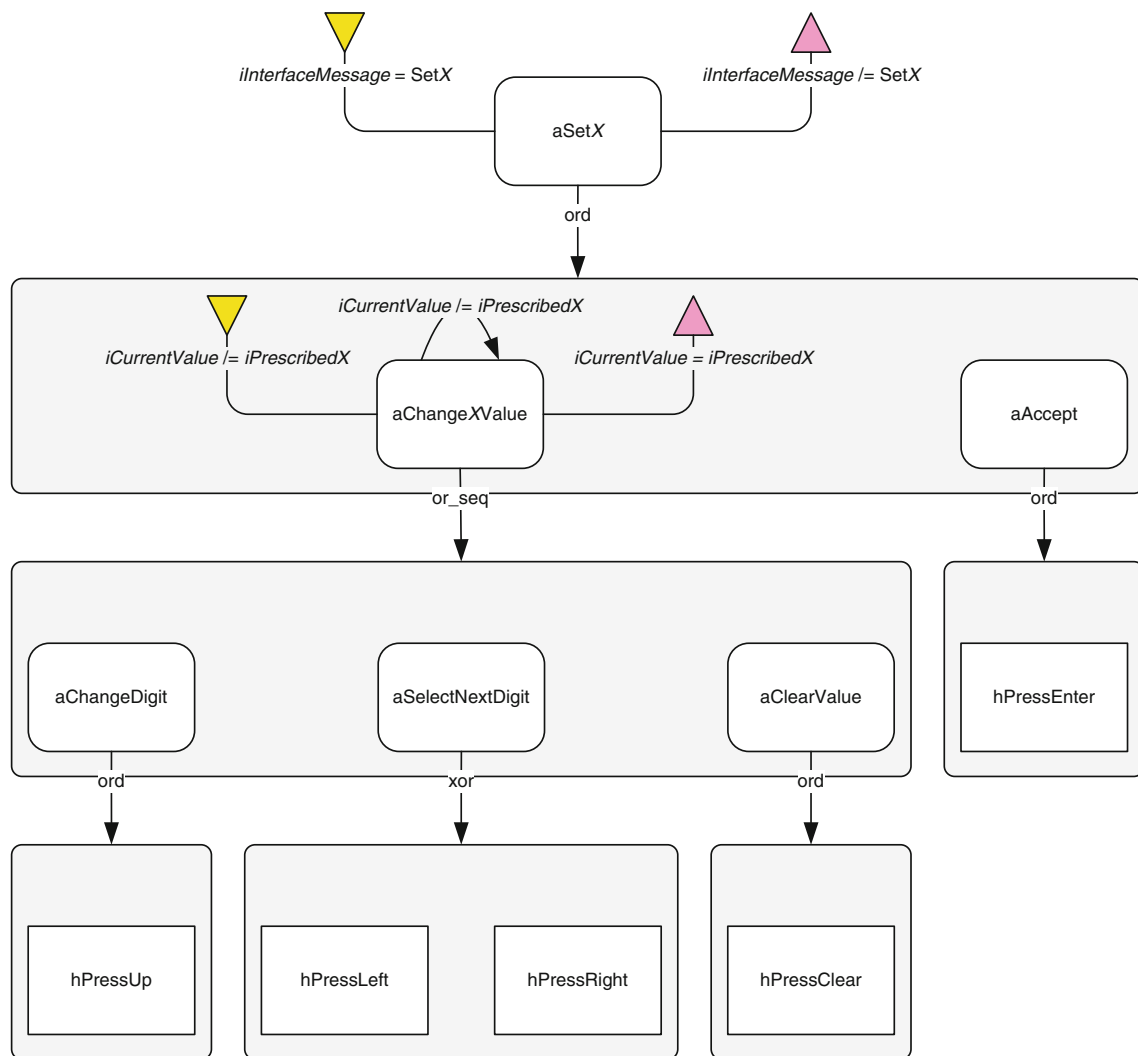 iInterfaceMessage = SetX
iInterfaceMessage /= SetX
aSetX
ord
iCurrentValue /= iPrescribedX
iCurrentValue /= iPrescribedX
iCurrentValue = iPrescribedX
aChangeXValue
aAccept
or_seq
ord
aChangeDigit
aSelectNextDigit
aClearValue
hPressEnter
ord
xor
ord
hPressUp
hPressLeft
hPressRight
hPressClear